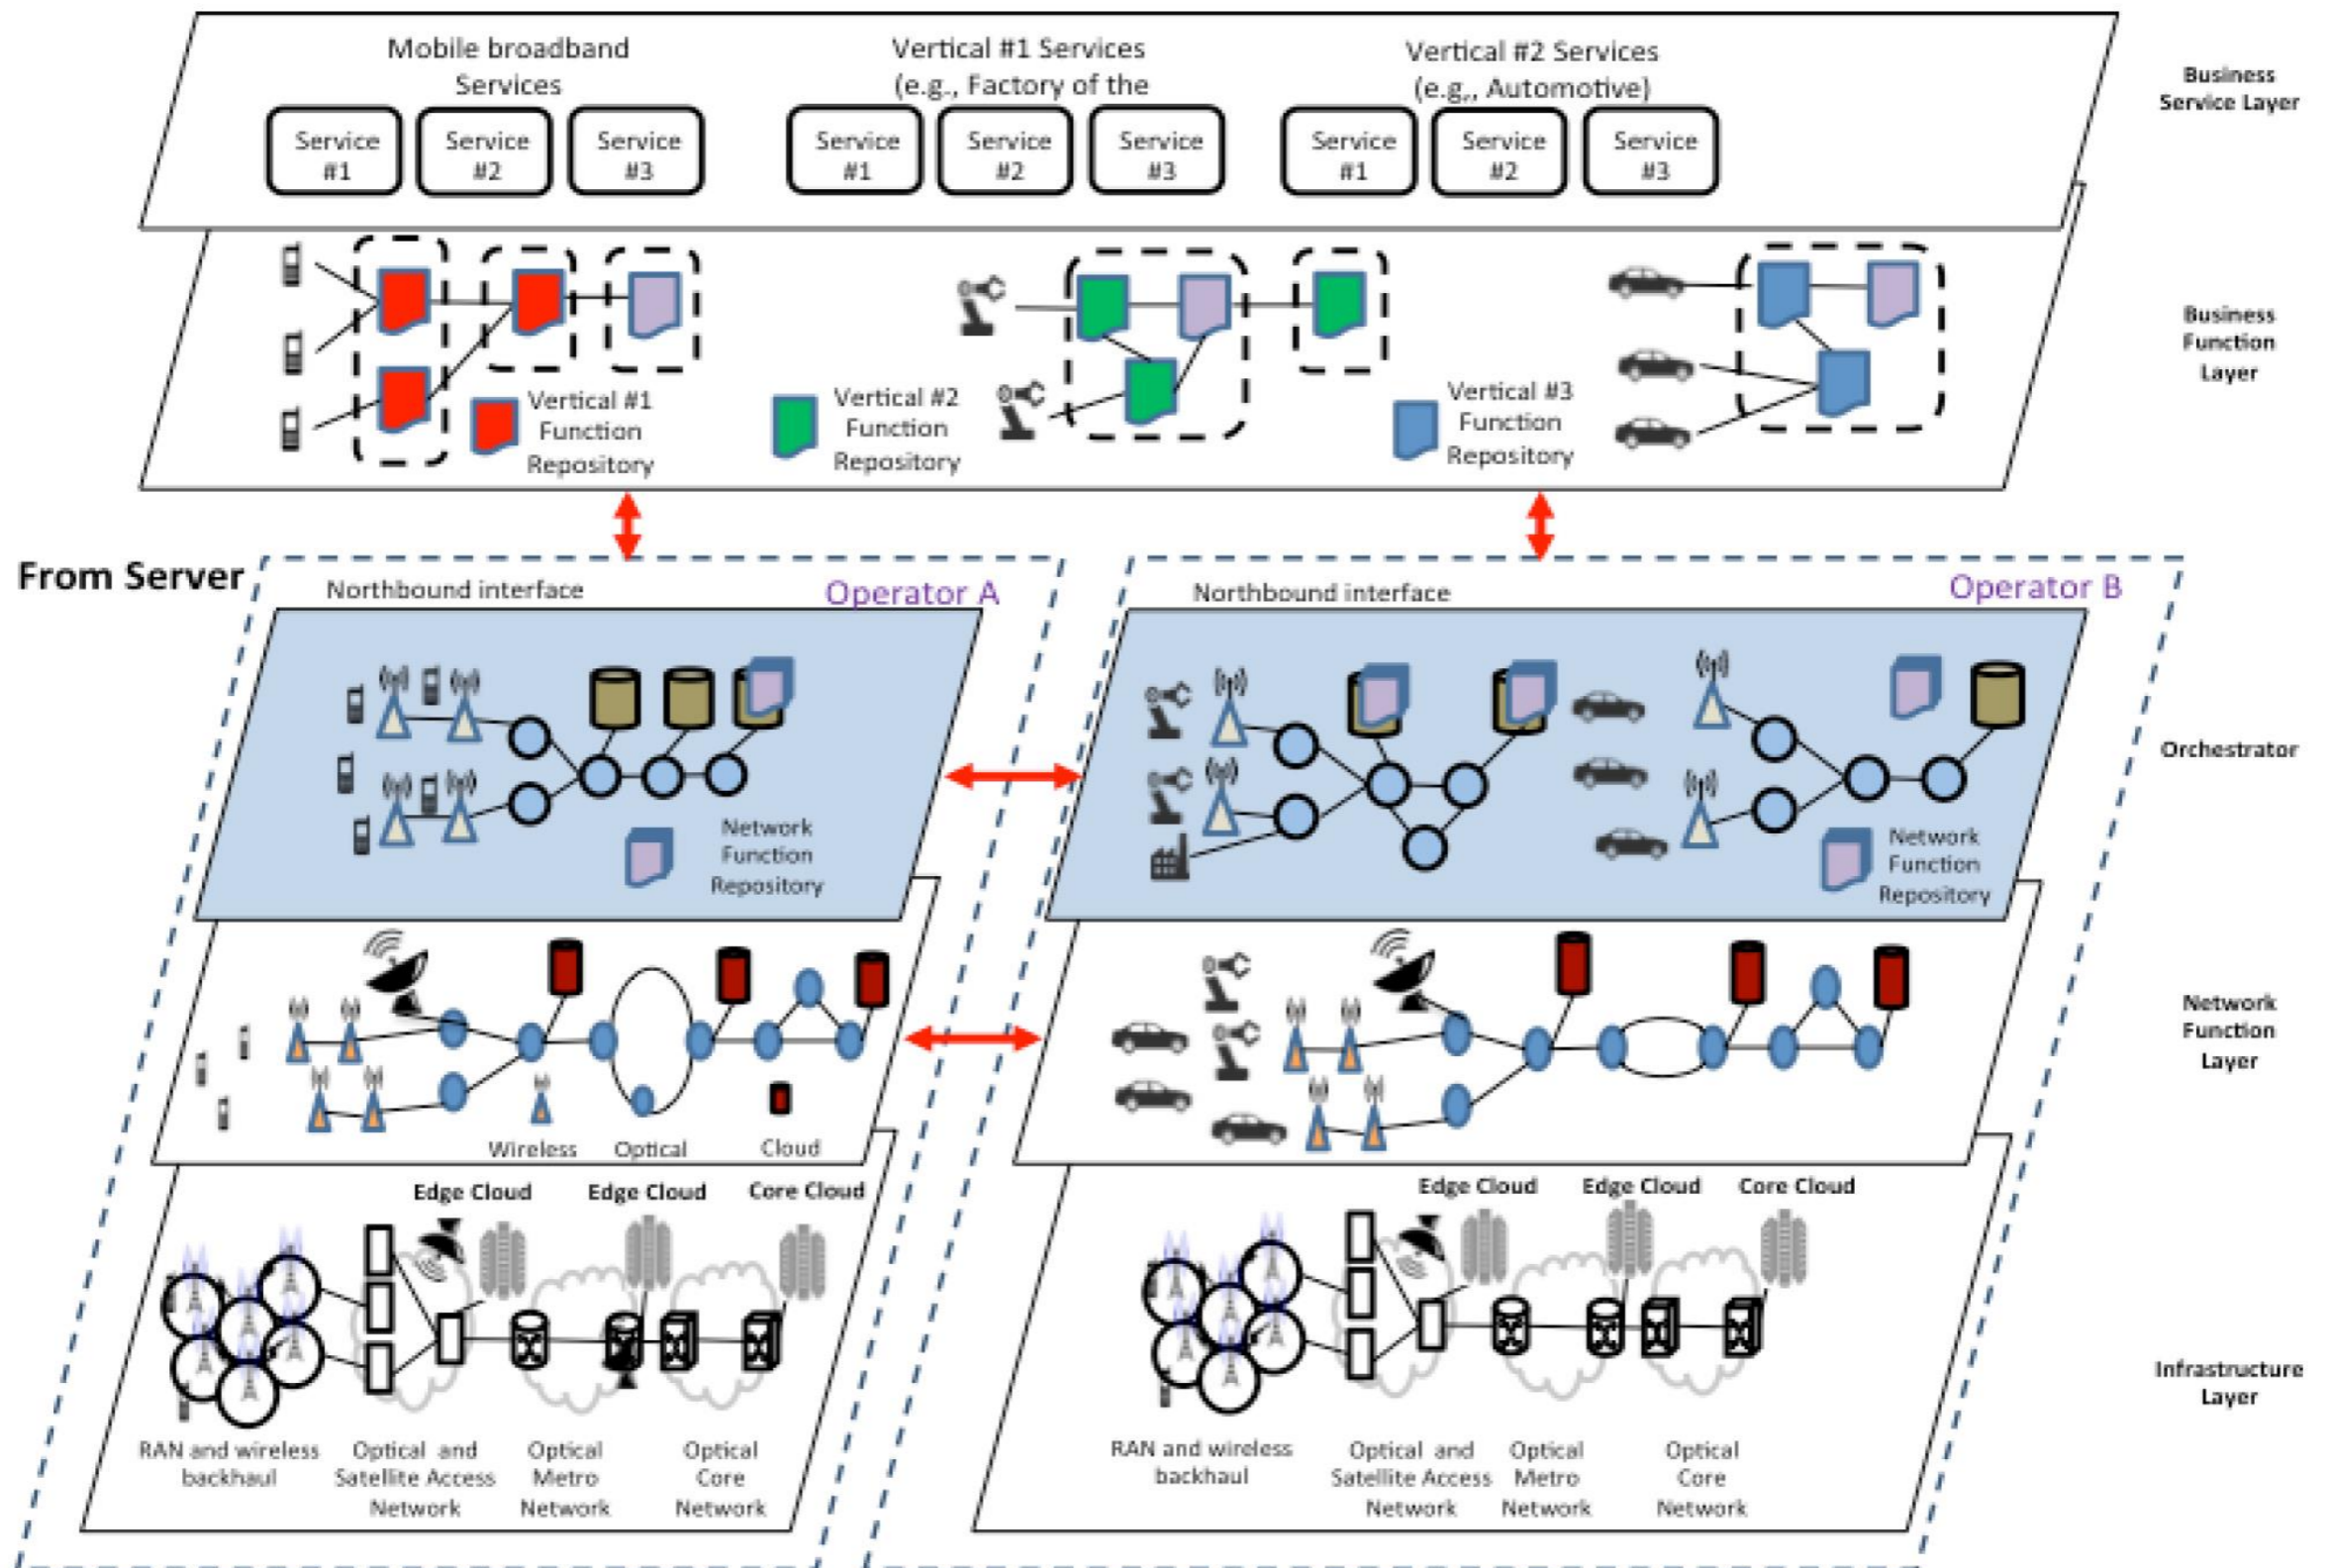 Mobile broadband
Services
Vertical #1 Services
(e.g., Factory of the
Vertical #2 Services
(e.g,, Automotive)
Business
Service Layer
Service
#1
Service
#2
Service
#3
Service
#1
Service
#2
Service
#3
Service
#1
Service
#2
Service
#3
Vertical #1
Function
Repository
Vertical #2
Function
Repository
Vertical #3
Function
Repository
Business
Function
Layer
From Server
Northbound interface
Operator A
Northbound interface
Operator B
Network
Function
Repository
Network
Function
Repository
Orchestrator
Wireless
Optical
Cloud
Network
Function
Layer
Edge Cloud
Edge Cloud
Core Cloud
Edge Cloud
Edge Cloud
Core Cloud
RAN and wireless
backhaul
Optical and
Satellite Access
Network
Optical
Metro
Network
Optical
Core
Network
RAN and wireless
backhaul
Optical and
Satellite Access
Network
Optical
Metro
Network
Optical
Core
Network
Infrastructure
Layer